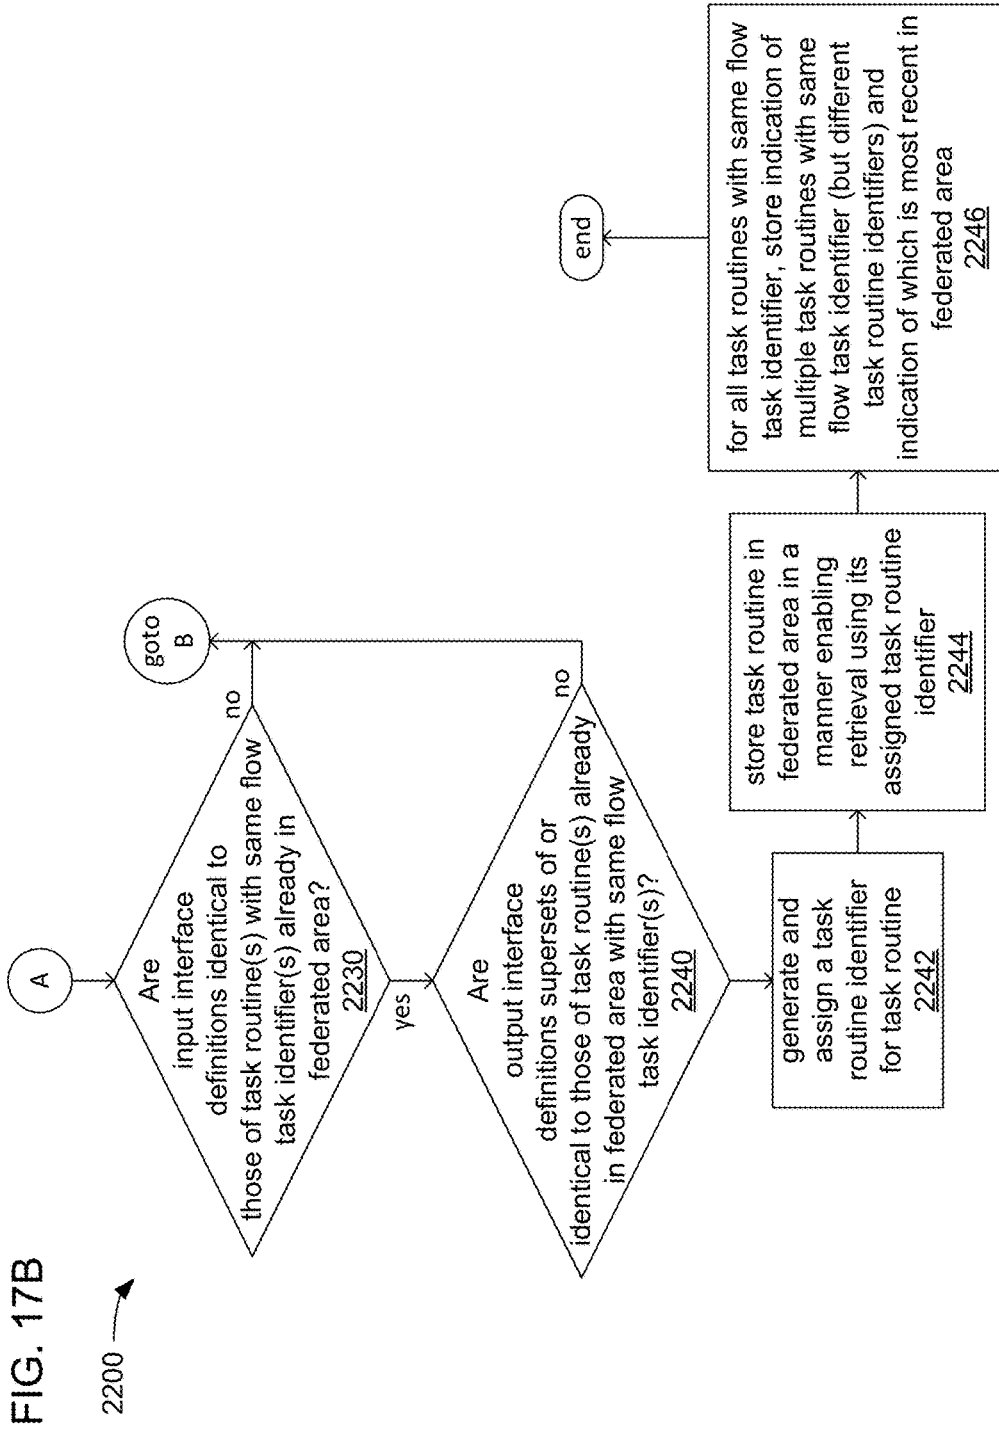 FIG. 17B
2200
A
Are
input interface
definitions identical to
those of task routine(s) with same flow
task identifier(s) already in
federated area?
2230
no
goto
B
yes
Are
output interface
definitions supersets of or
identical to those of task routine(s) already
in federated area with same flow
task identifier(s)?
2240
no
generate and
assign a task
routine identifier
for task routine
2242
store task routine in
federated area in a
manner enabling
retrieval using its
assigned task routine
identifier
2244
for all task routines with same flow
task identifier, store indication of
multiple task routines with same
flow task identifier (but different
task routine identifiers) and
indication of which is most recent in
federated area
2246
end